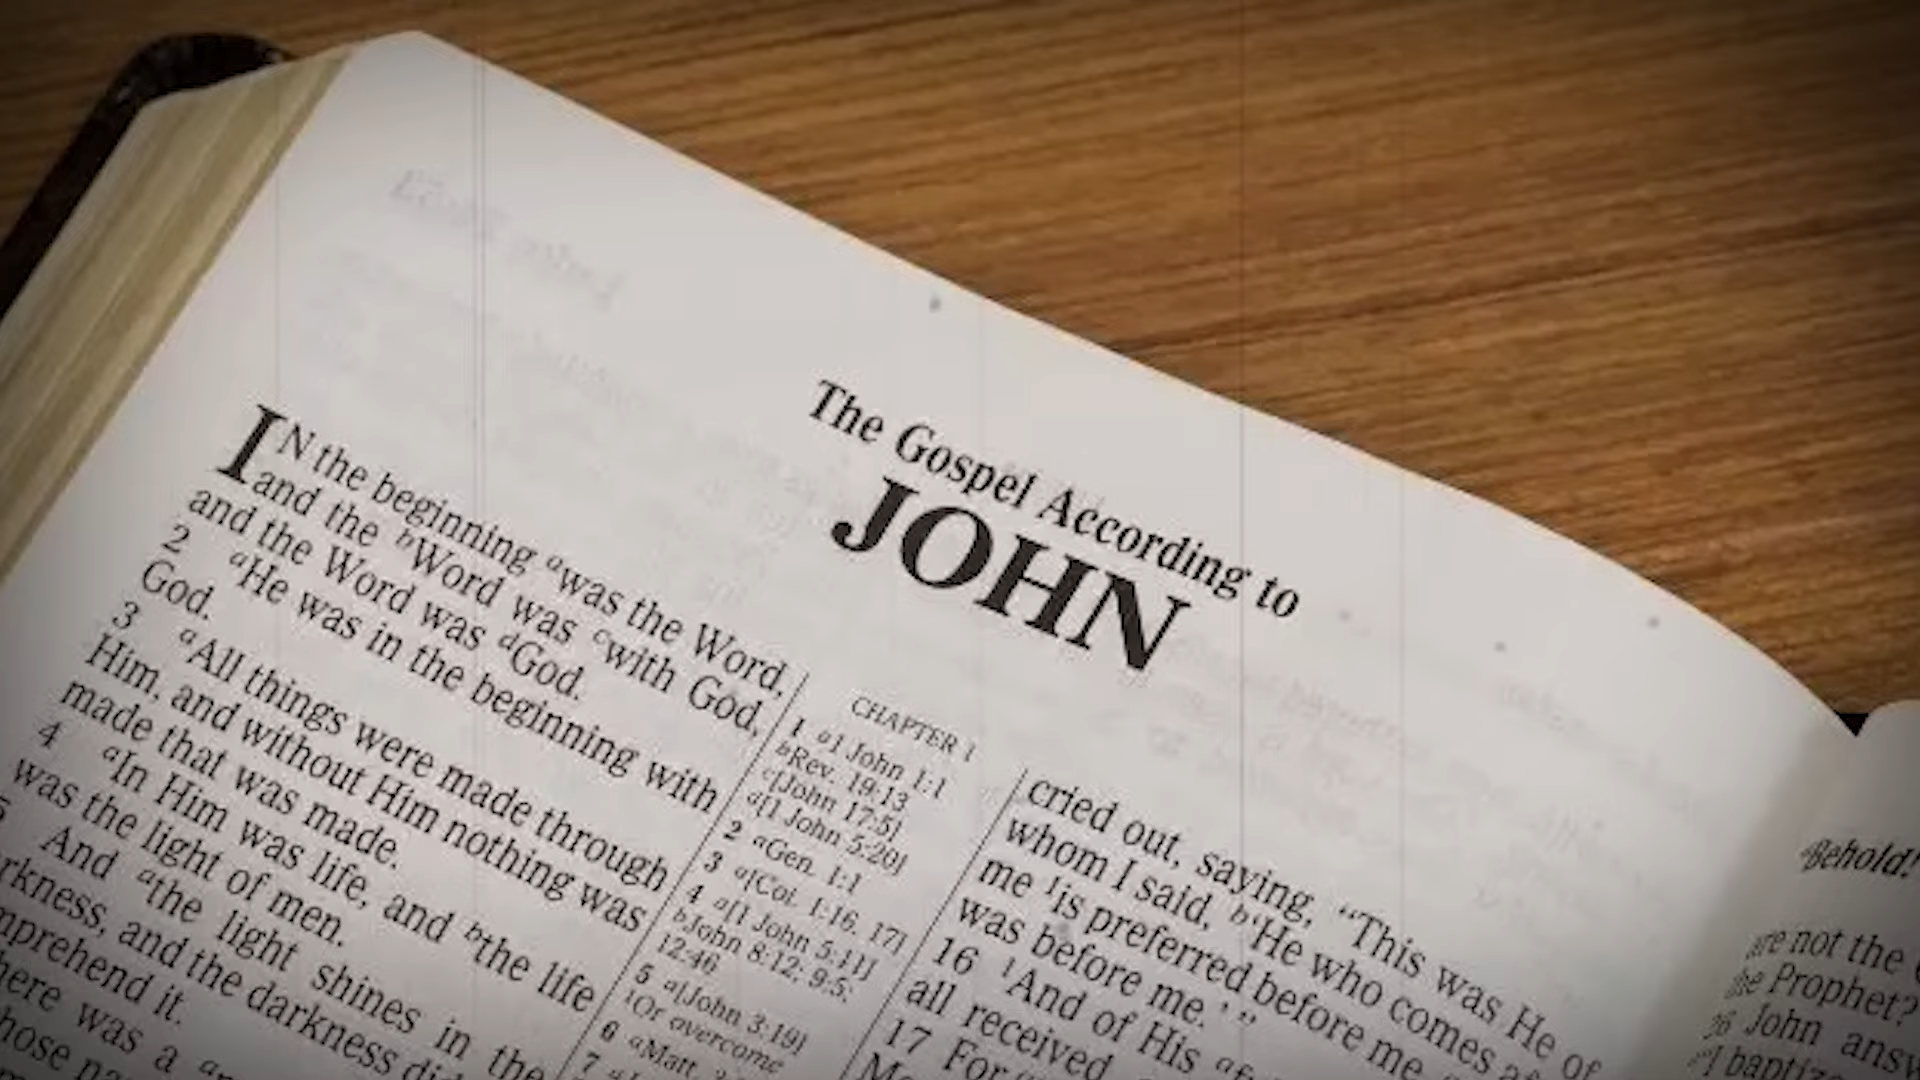 The Gospel According to
JOHN
IN the beginning ᵃwas the Word,
and the ᵇWord was ᶜwith God,
and the Word was ᵈGod.
2 ᵃHe was in the beginning with
God.
3 ᵃAll things were made through
Him, and without Him nothing was
made that was made.
4 ᵃIn Him was life, and ᵇthe life
was the light of men.
And ᵃthe light shines in the
and the darkness
it.
was a
CHAPTER 1
1 ᵃ1 John 1:1
ᵇRev. 19:13
ᶜ[John 17:5]
ᵈ[1 John 5:20]
2 ᵃGen. 1:1
3 ᵃ[Col. 1:16, 17]
4 ᵃ[1 John 5:11]
ᵇJohn 8:12; 9:5;
12:46
5 ᵃ[John 3:19]
¹Or overcome
6 ᵃMatt.
7
cried out, saying, “This was He of
whom I said, ᵇ‘He who comes
me ¹is preferred before me,
was before me.’ ”
16 ¹And of His
all received
17 For
Behold!
not the
Prophet?
26 John
“I